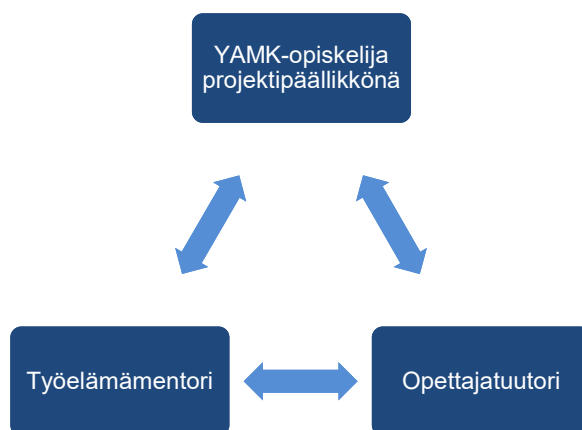 YAMK-opiskelija
projektipäällikkönä
Työelämämentori
Opettajatuutori